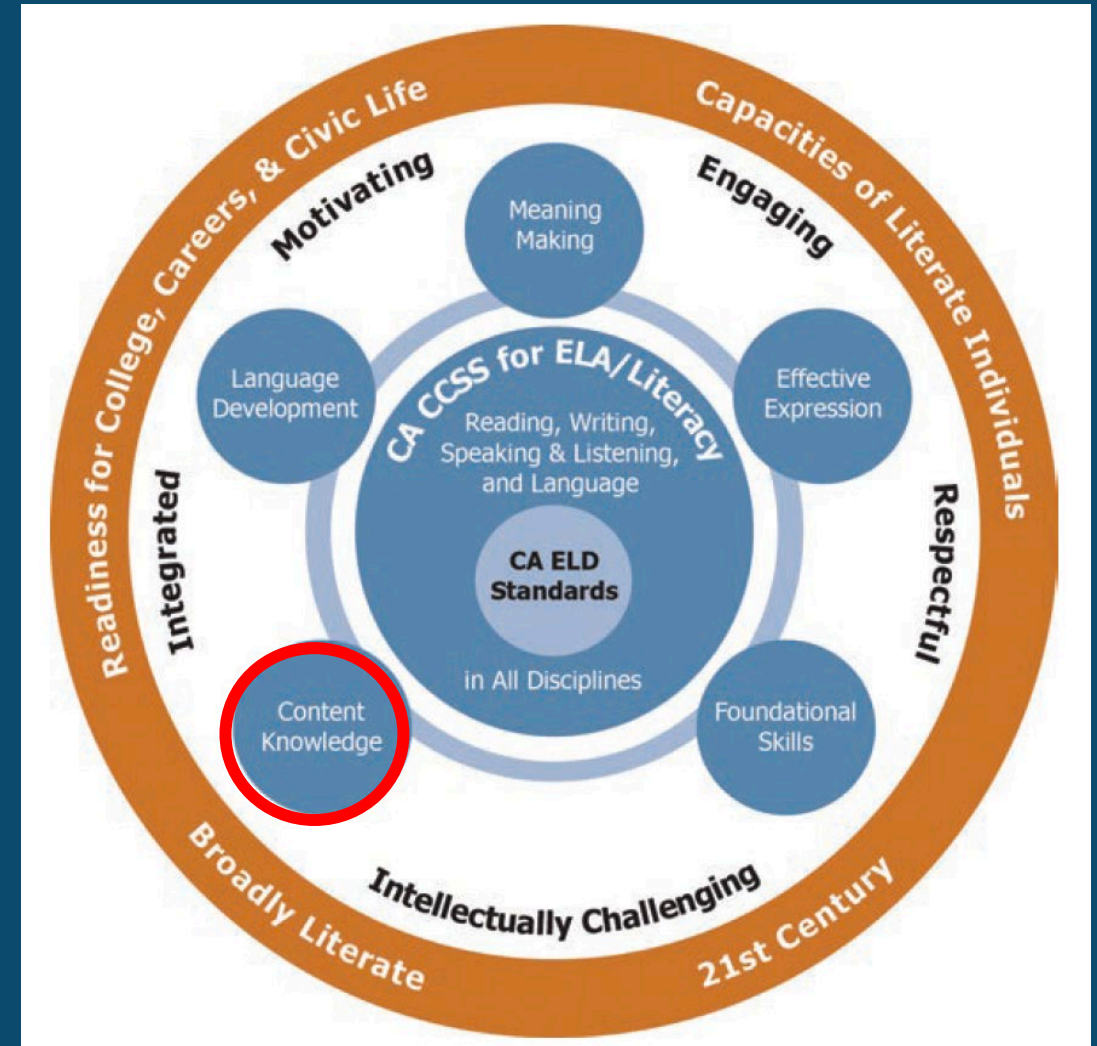 Readiness for College, Careers, & Civic Life
Capacities of Literate Individuals
Motivating
Engaging
Meaning
Making
Language
Development
Effective
Expression
CA CCSS for ELA/Literacy
Reading, Writing,
Speaking & Listening,
and Language
CA ELD
Standards
in All Disciplines
Integrated
Respectful
Content
Knowledge
Foundational
Skills
Intellectually Challenging
Broadly Literate
21st Century